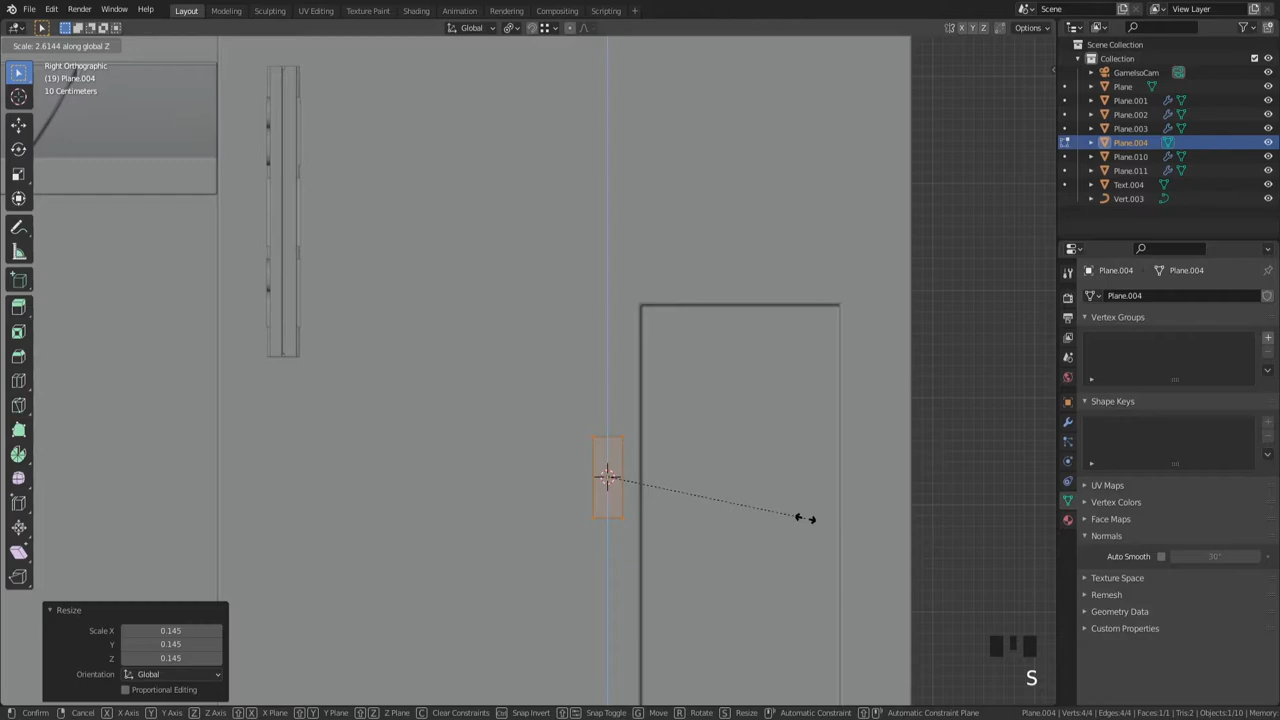 File Edit Render Window Help
Layout Modeling Sculpting UV Editing Texture Paint Shading Animation Rendering Compositing Scripting +
Scene View Layer
Global X Y Z Options
Scale: 2.6144 along global Z
Right Orthographic
(19) Plane.004
10 Centimeters
Scene Collection
Collection
GameIsoCam
Plane
Plane.001
Plane.002
Plane.003
Plane.004
Plane.010
Plane.011
Text.004
Vert.003
Plane.004 Plane.004
Plane.004
Vertex Groups
Shape Keys
UV Maps
Vertex Colors
Face Maps
Normals
Auto Smooth 30°
Texture Space
Remesh
Geometry Data
Custom Properties
Resize
Scale X 0.145
Y 0.145
Z 0.145
Orientation Global
Proportional Editing
S
Confirm Cancel X X Axis Y Y Axis Z Z Axis X X Plane Y Y Plane Z Z Plane C Clear Constraints Snap Invert Snap Toggle G Move R Rotate S Resize Automatic Constraint Automatic Constraint Plane
Plane.004 | Verts:4/4 | Edges:4/4 | Faces:1/1 | Tris:2 | Objects:1/10 | Mem